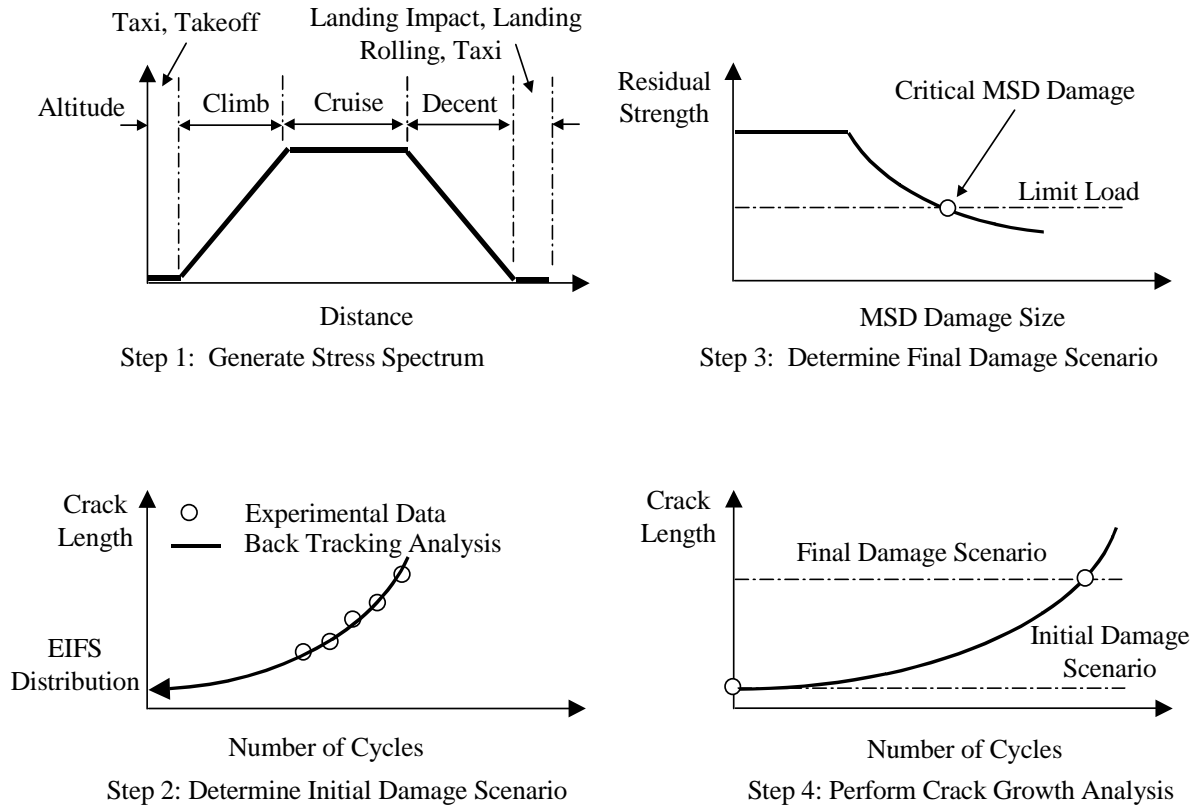 Taxi, Takeoff
Landing Impact, Landing
Rolling, Taxi
Altitude
Climb
Cruise
Decent
Distance
Step 1:  Generate Stress Spectrum
Residual
Strength
Critical MSD Damage
Limit Load
MSD Damage Size
Step 3:  Determine Final Damage Scenario
Crack
Length
Experimental Data
Back Tracking Analysis
EIFS
Distribution
Number of Cycles
Step 2: Determine Initial Damage Scenario
Crack
Length
Final Damage Scenario
Initial Damage
Scenario
Number of Cycles
Step 4: Perform Crack Growth Analysis